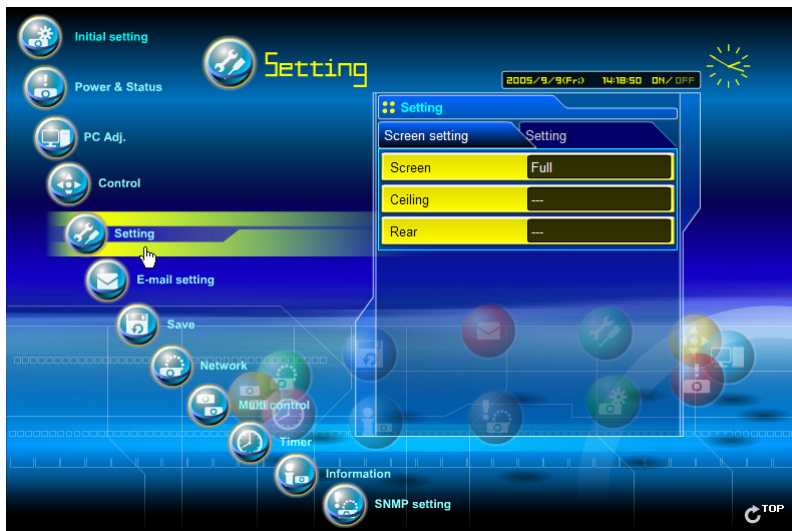 Initial setting
Power & Status
PC Adj.
Control
Setting
E-mail setting
Save
Network
Multi control
Timer
Information
SNMP setting
Setting
2005/9/9(Fri) 14:18:50 ON/OFF
Setting
Screen setting Setting
Screen Full
Ceiling ---
Rear ---
TOP